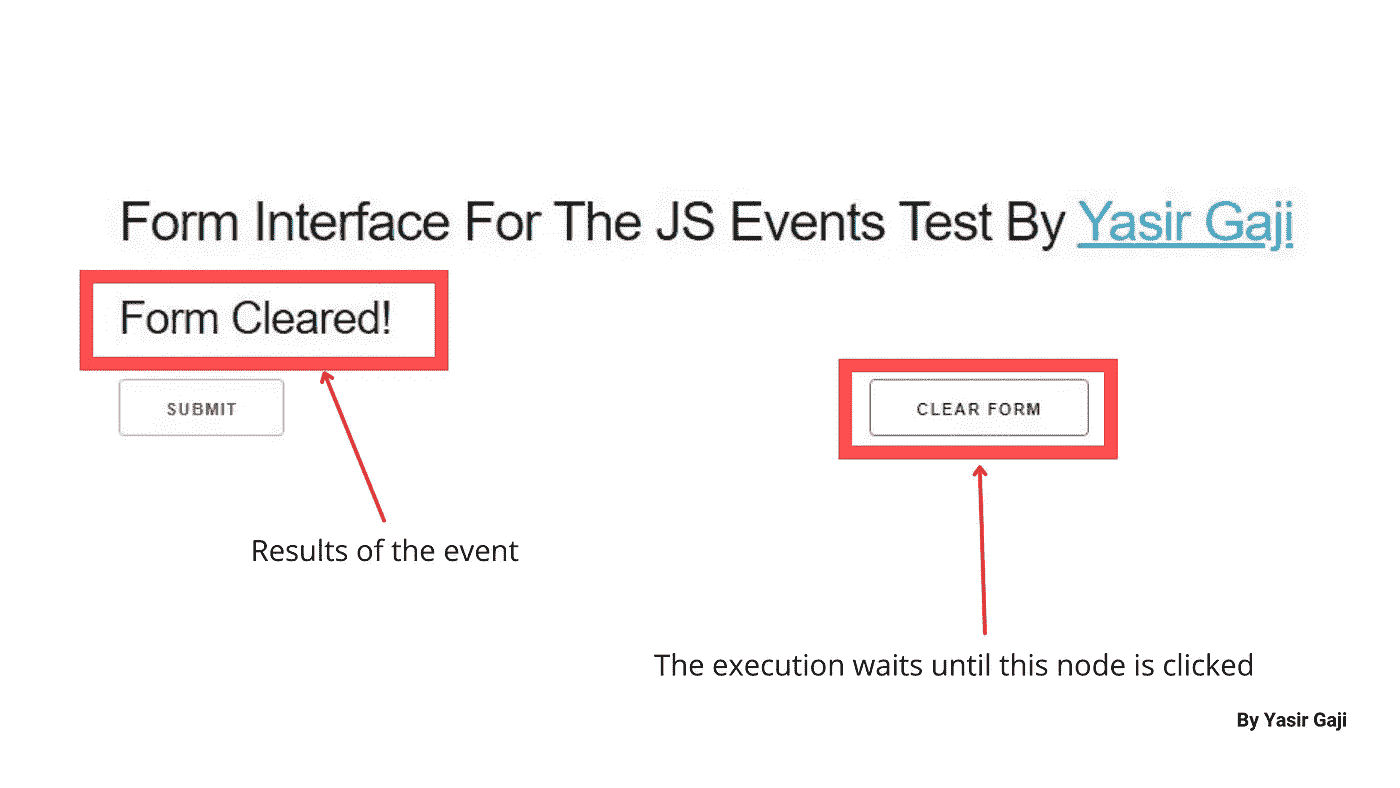 Form Interface For The JS Events Test By Yasir Gaji
Form Cleared!
SUBMIT
CLEAR FORM
Results of the event
The execution waits until this node is clicked
By Yasir Gaji